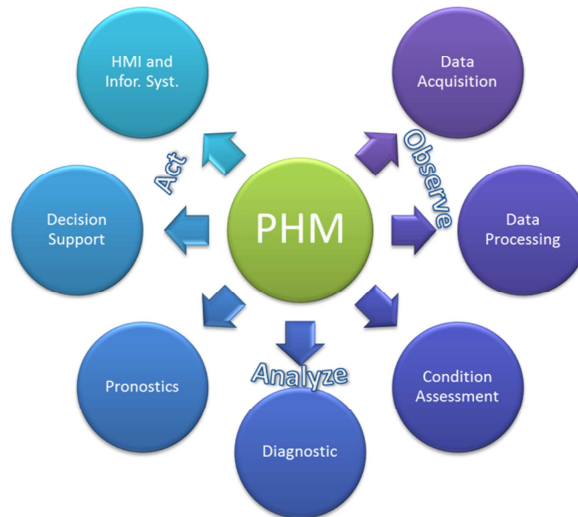 HMI and
Infor. Syst.
Data
Acquisition
Act
Observe
Decision
Support
PHM
Data
Processing
Pronostics
Analyze
Condition
Assessment
Diagnostic